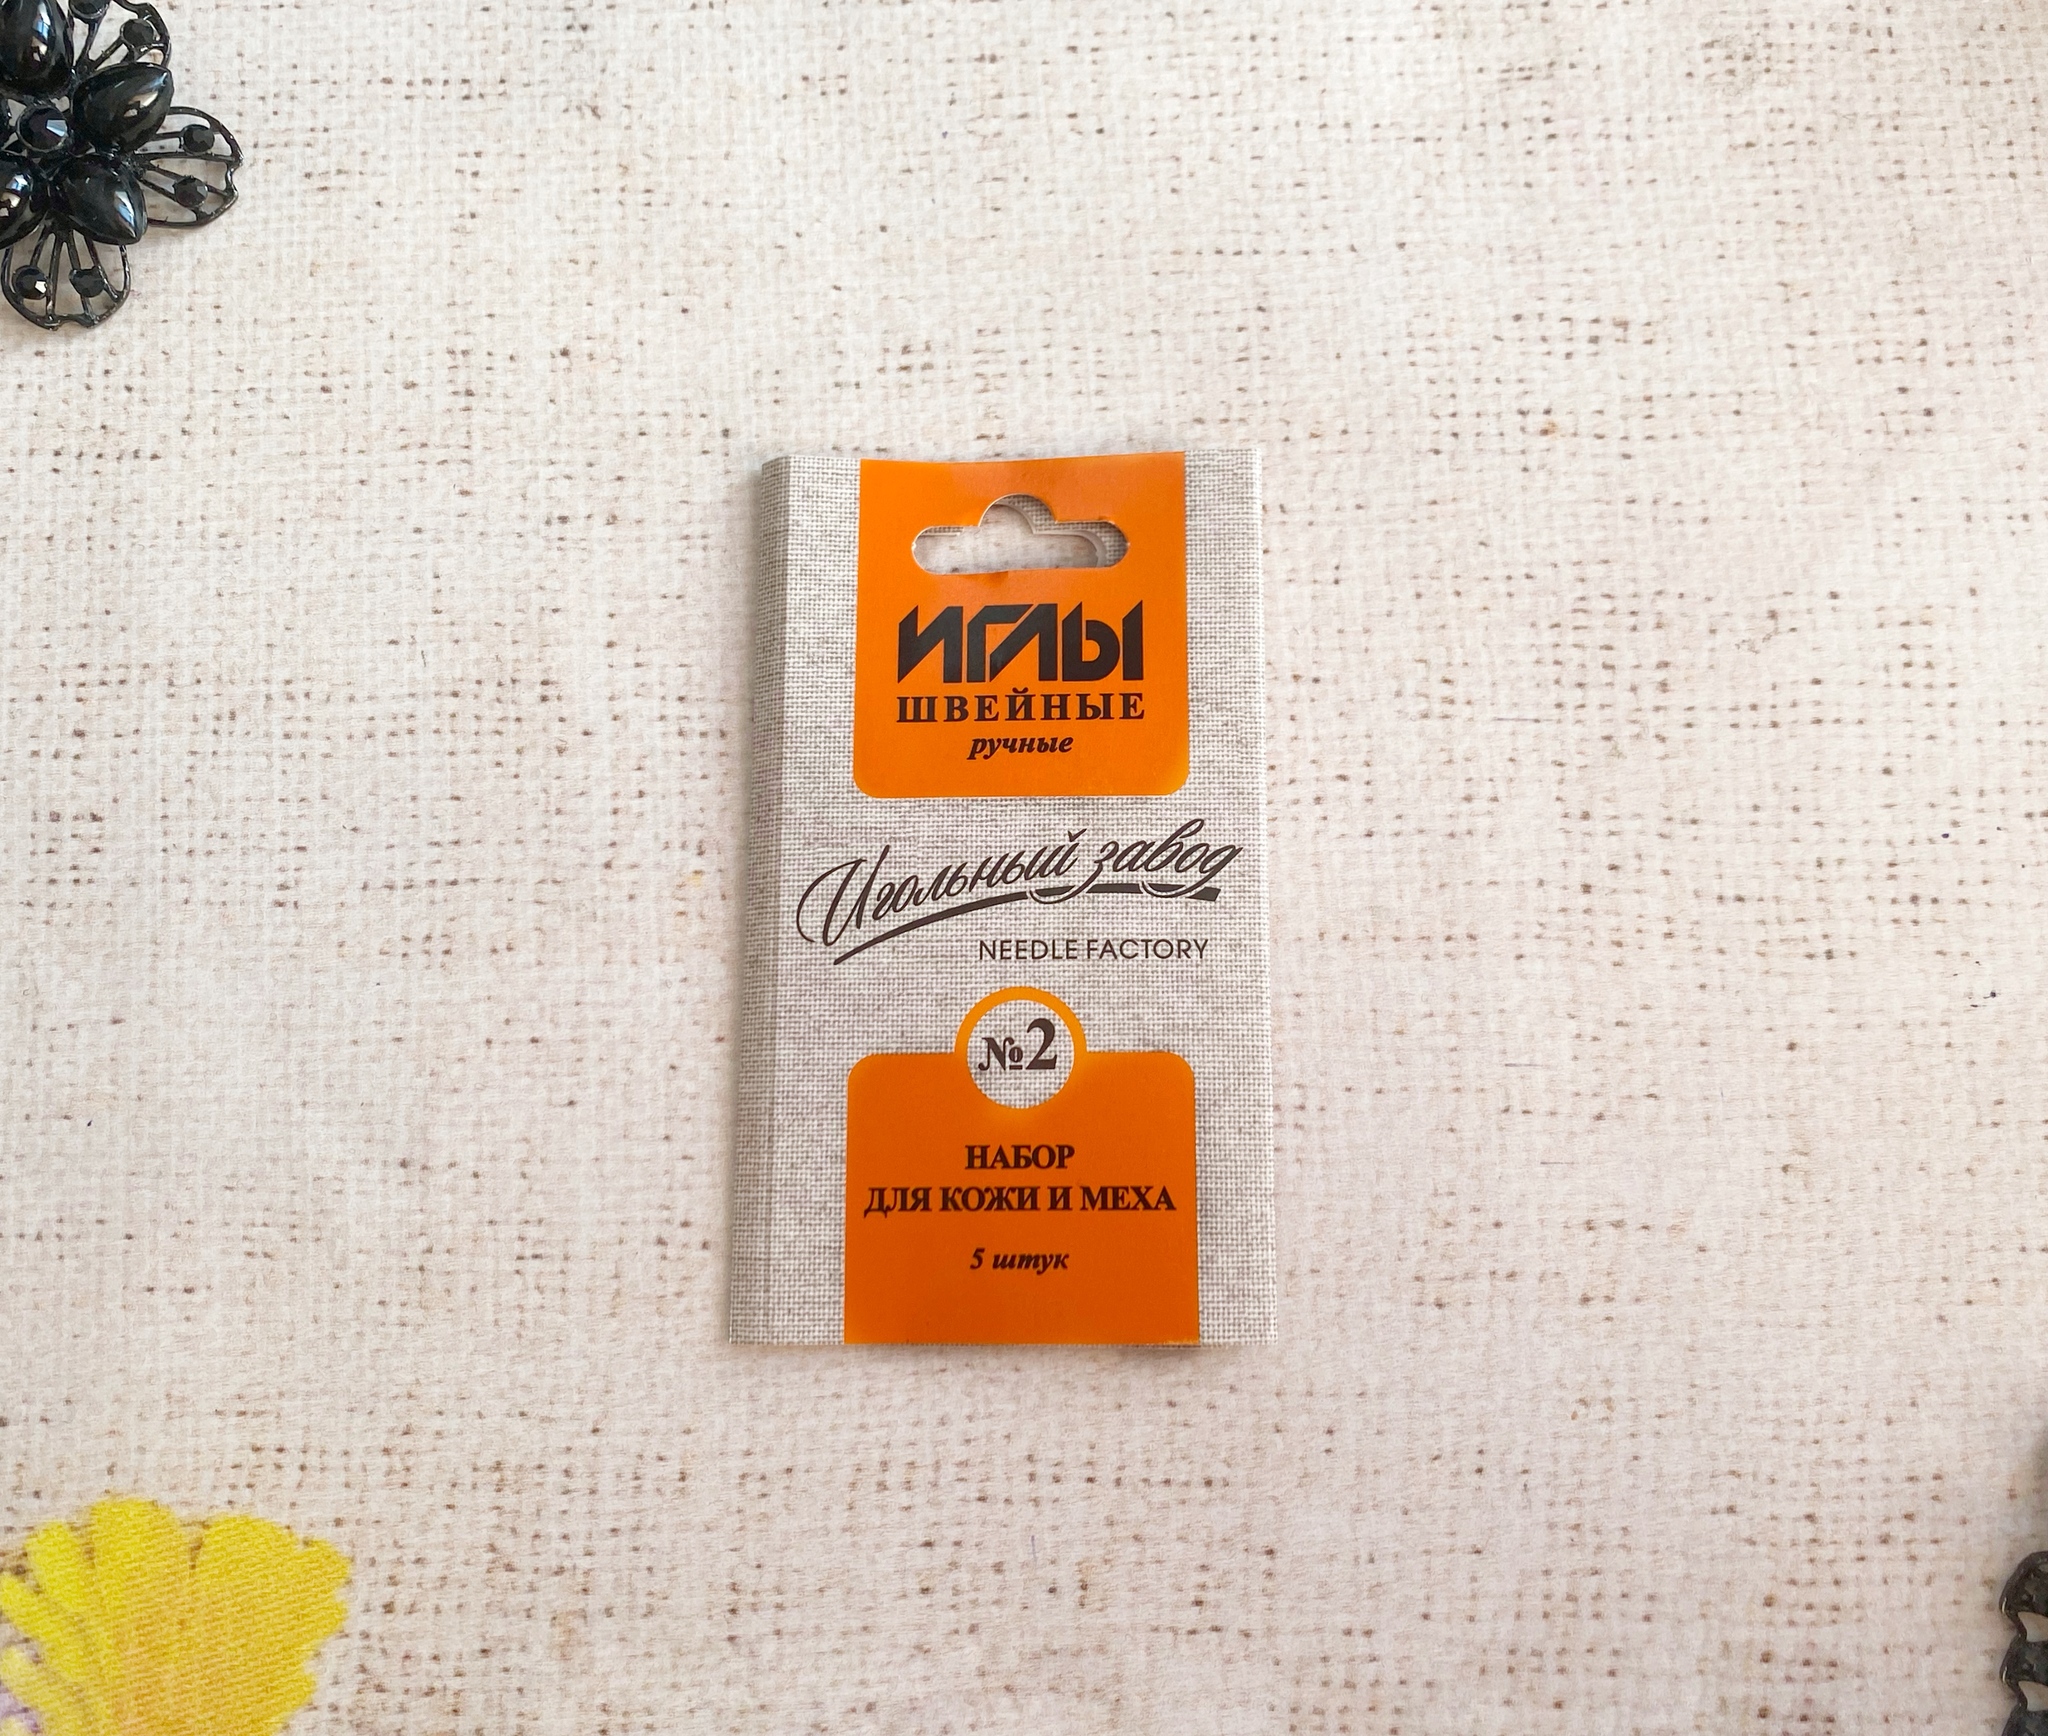 ИГЛЫ
ШВЕЙНЫЕ
ручные
Игольный завод
NEEDLE FACTORY
№2
НАБОР
ДЛЯ КОЖИ И МЕХА
5 штук